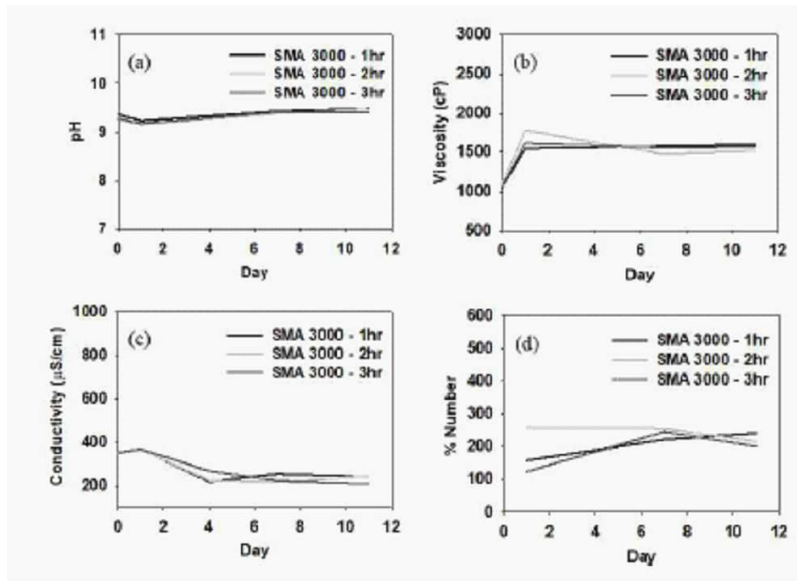 (a)
SMA 3000 - 1hr
SMA 3000 - 2hr
SMA 3000 - 3hr
11
10
9
8
7
pH
0 2 4 6 8 10 12
Day
(b)
SMA 3000 - 1hr
SMA 3000 - 2hr
SMA 3000 - 3hr
3000
2500
2000
1500
1000
500
Viscosity (cP)
0 2 4 6 8 10 12
Day
(c)
SMA 3000 - 1hr
SMA 3000 - 2hr
SMA 3000 - 3hr
1000
800
600
400
200
Conductivity (µS/cm)
0 2 4 6 8 10 12
Day
(d)
SMA 3000 - 1hr
SMA 3000 - 2hr
SMA 3000 - 3hr
600
500
400
300
200
100
0
% Number
0 2 4 6 8 10 12
Day